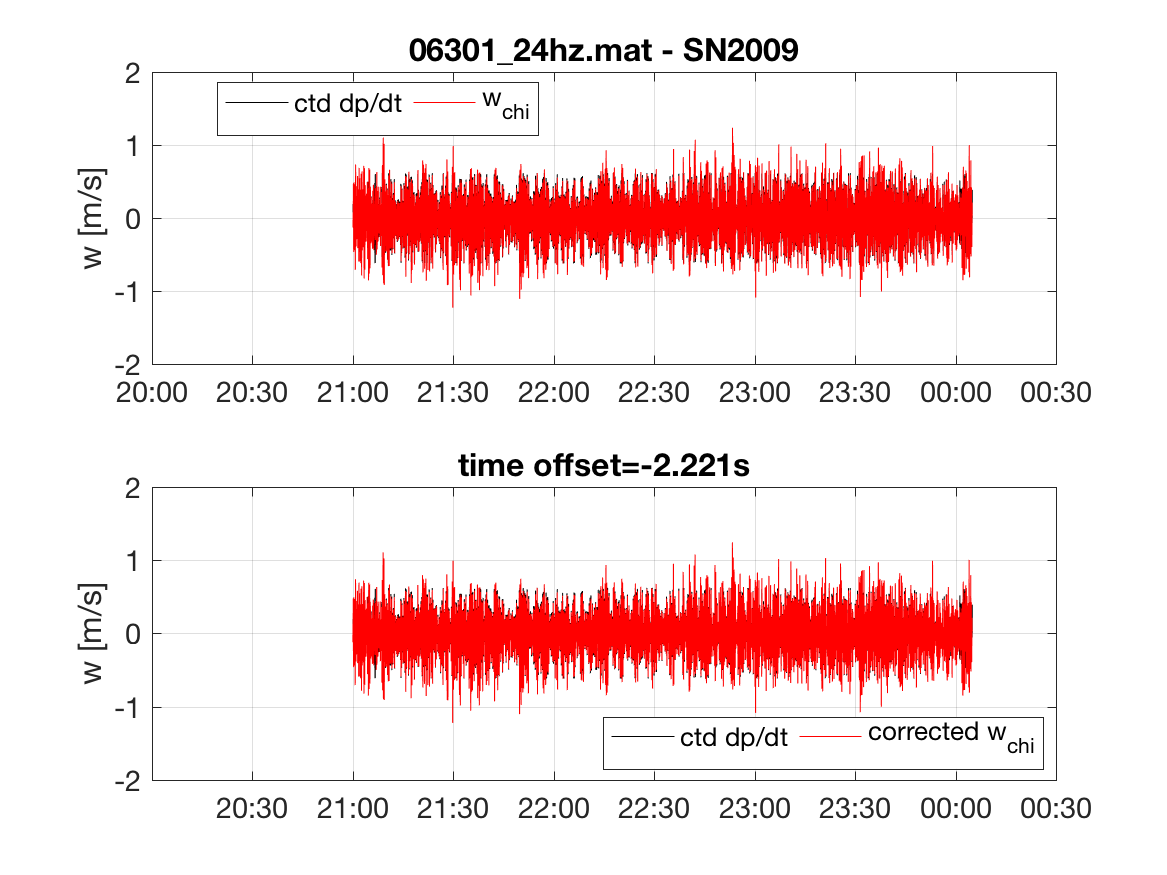 06301_24hz.mat - SN2009
2
1
0
-1
-2
w [m/s]
ctd dp/dt w_chi
20:00 20:30 21:00 21:30 22:00 22:30 23:00 23:30 00:00 00:30
time offset=-2.221s
2
1
0
-1
-2
w [m/s]
ctd dp/dt corrected w_chi
20:30 21:00 21:30 22:00 22:30 23:00 23:30 00:00 00:30